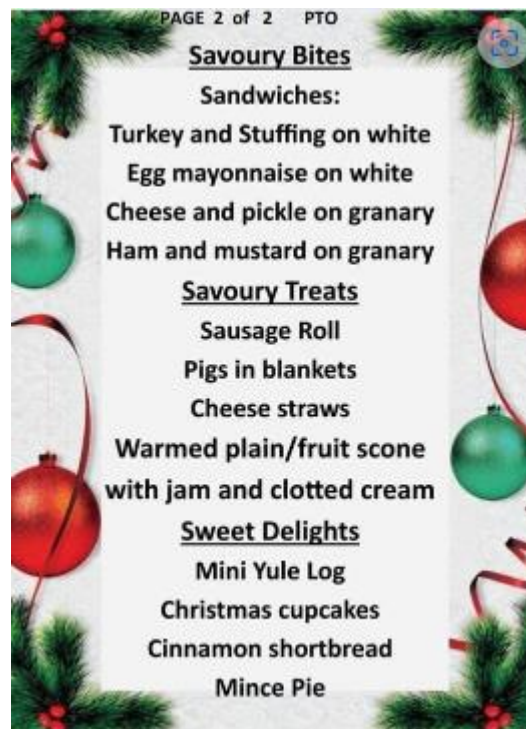 PAGE 2 of 2 PTO
Savoury Bites
Sandwiches:
Turkey and Stuffing on white
Egg mayonnaise on white
Cheese and pickle on granary
Ham and mustard on granary
Savoury Treats
Sausage Roll
Pigs in blankets
Cheese straws
Warmed plain/fruit scone
with jam and clotted cream
Sweet Delights
Mini Yule Log
Christmas cupcakes
Cinnamon shortbread
Mince Pie